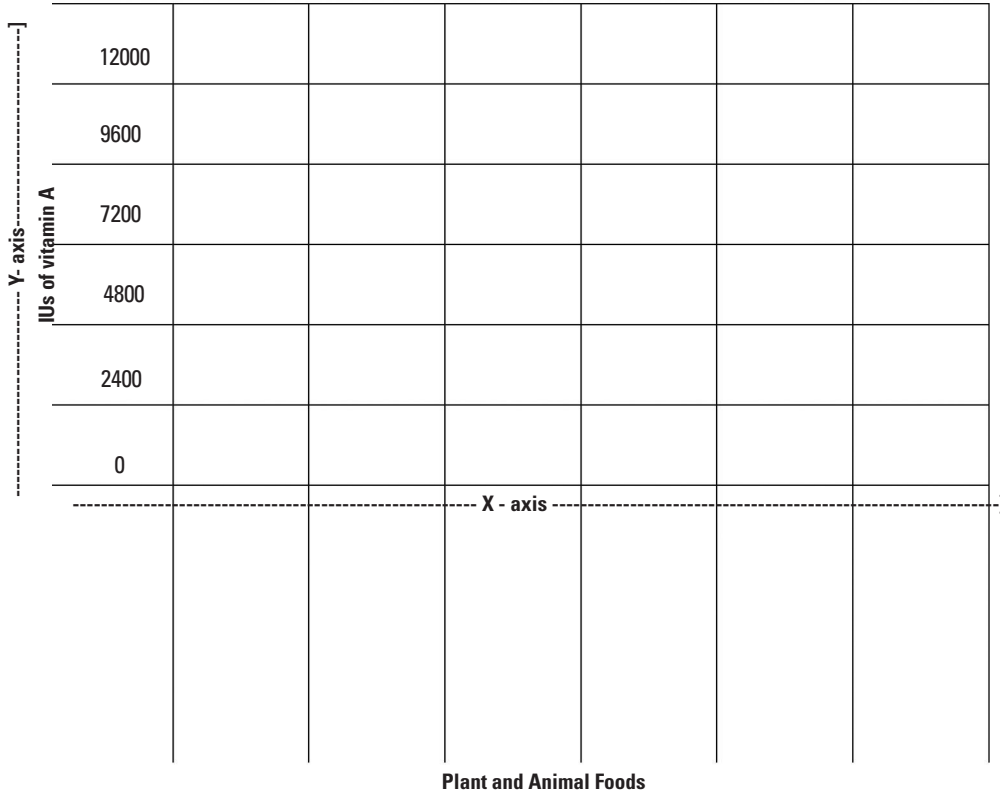 12000
9600
7200
4800
2400
0
Y- axis
IUs of vitamin A
X - axis
Plant and Animal Foods